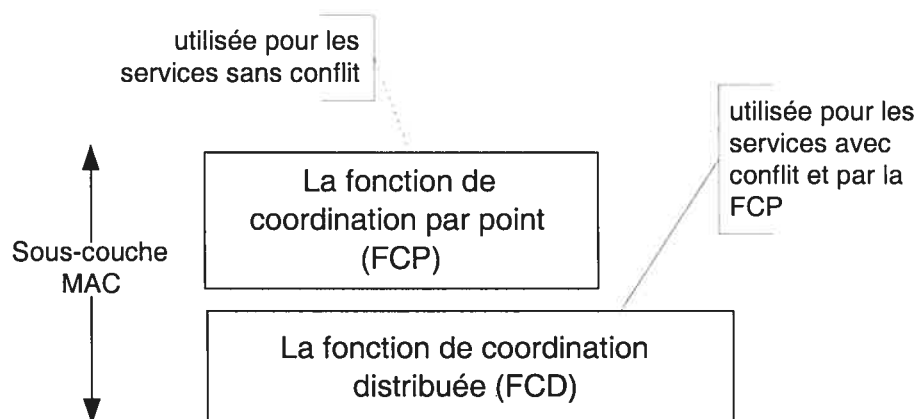 utilisée pour les
services sans conflit
utilisée pour les
services avec
conflit et par la
FCP
La fonction de
coordination par point
(FCP)
Sous-couche
MAC
La fonction de coordination
distribuée (FCD)